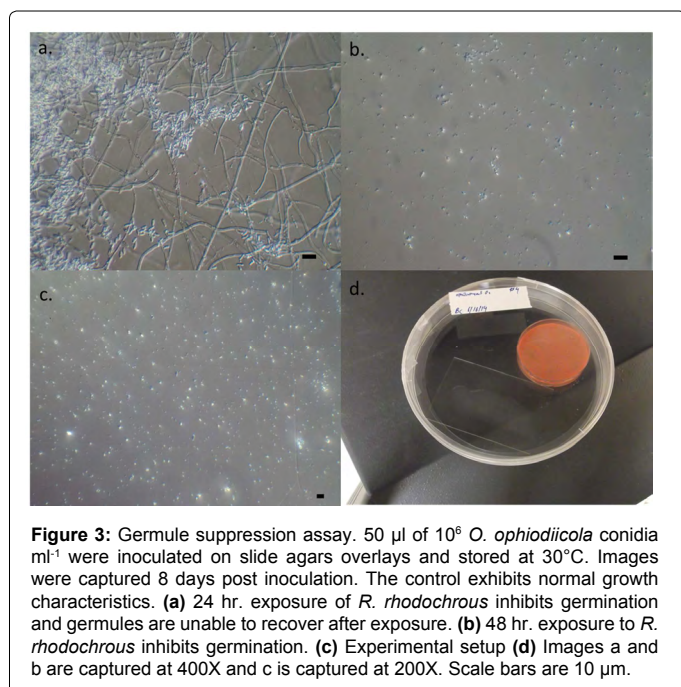 a.
b.
c.
d.
Figure 3: Germule suppression assay. 50 µl of 10⁶ O. ophiodiicola conidia
ml⁻¹ were inoculated on slide agars overlays and stored at 30°C. Images
were captured 8 days post inoculation. The control exhibits normal growth
characteristics. (a) 24 hr. exposure of R. rhodochrous inhibits germination
and germules are unable to recover after exposure. (b) 48 hr. exposure to R.
rhodochrous inhibits germination. (c) Experimental setup (d) Images a and
b are captured at 400X and c is captured at 200X. Scale bars are 10 µm.